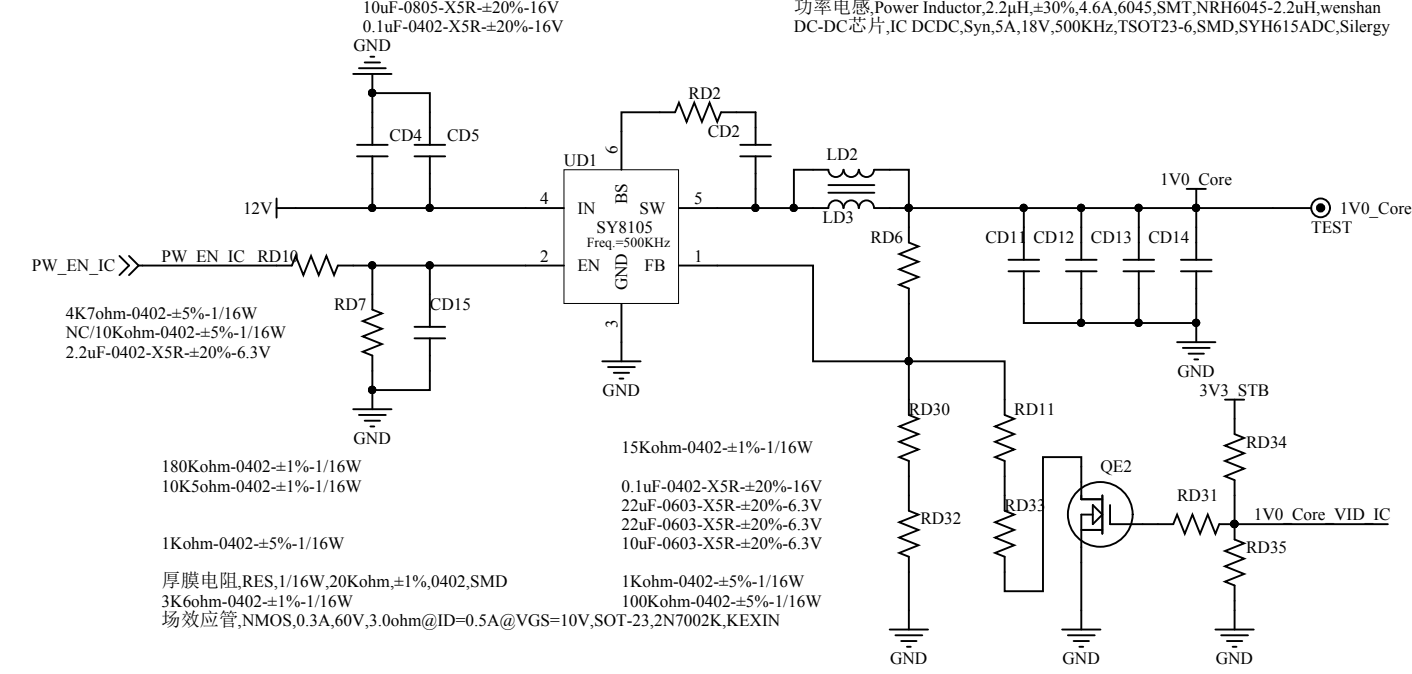 10uF-0805-X5R-±20%-16V
0.1uF-0402-X5R-±20%-16V
功率电感,Power Inductor,2.2μH,±30%,4.6A,6045,SMT,NRH6045-2.2uH,wenshan
DC-DC芯片,IC DCDC,Syn,5A,18V,500KHz,TSOT23-6,SMD,SYH615ADC,Silergy
GND
RD2
CD4
CD5
CD2
6
UD1
LD2
1V0_Core
12V
4
IN
BS
SW
5
LD3
1V0_Core
TEST
SY8105
Freq.=500KHz
RD6
CD11
CD12
CD13
CD14
PW_EN_IC
PW_EN_IC
RD10
2
EN
GND
FB
1
RD7
CD15
3
4K7ohm-0402-±5%-1/16W
NC/10Kohm-0402-±5%-1/16W
2.2uF-0402-X5R-±20%-6.3V
GND
GND
3V3_STB
GND
RD30
RD11
15Kohm-0402-±1%-1/16W
RD34
180Kohm-0402-±1%-1/16W
10K5ohm-0402-±1%-1/16W
QE2
0.1uF-0402-X5R-±20%-16V
22uF-0603-X5R-±20%-6.3V
22uF-0603-X5R-±20%-6.3V
10uF-0603-X5R-±20%-6.3V
RD33
RD31
1V0_Core_VID_IC
RD32
RD35
1Kohm-0402-±5%-1/16W
厚膜电阻,RES,1/16W,20Kohm,±1%,0402,SMD
3K6ohm-0402-±1%-1/16W
1Kohm-0402-±5%-1/16W
100Kohm-0402-±5%-1/16W
场效应管,NMOS,0.3A,60V,3.0ohm@ID=0.5A@VGS=10V,SOT-23,2N7002K,KEXIN
GND
GND
GND